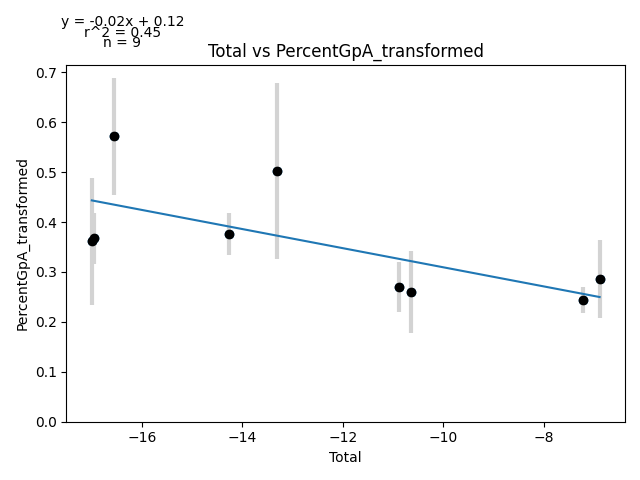 y = -0.02x + 0.12
r^2 = 0.45
n = 9
Total vs PercentGpA_transformed
PercentGpA_transformed
0.7
0.6
0.5
0.4
0.3
0.2
0.1
0.0
−16
−14
−12
−10
−8
Total